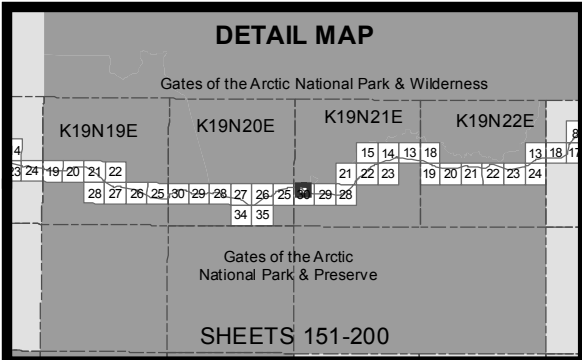 DETAIL MAP
Gates of the Arctic National Park & Wilderness
K19N19E K19N20E K19N21E K19N22E
8
4 15 14 13 18 13 18 17
23 24 19 20 21 22 21 22 23 19 20 21 22 23 24
28 27 26 25 30 29 28 27 26 25 30 29 28
34 35
Gates of the Arctic
National Park & Preserve
SHEETS 151-200